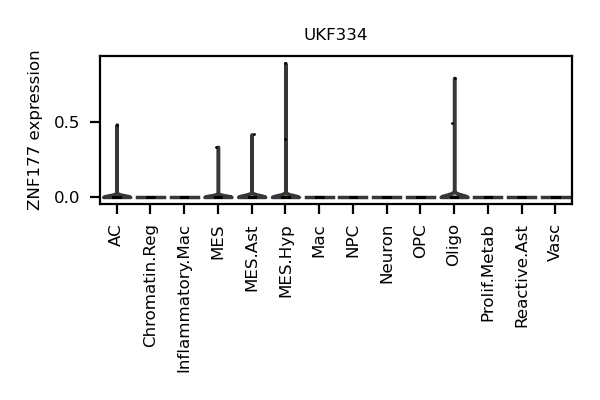 UKF334
ZNF177 expression
0.5
0.0
AC
Chromatin.Reg
Inflammatory.Mac
MES
MES.Ast
MES.Hyp
Mac
NPC
Neuron
OPC
Oligo
Prolif.Metab
Reactive.Ast
Vasc